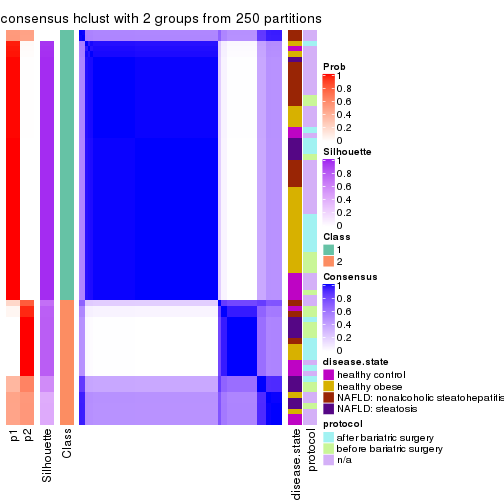 consensus hclust with 2 groups from 250 partitions
Prob
1
0.8
0.6
0.4
0.2
0
Silhouette
1
0.8
0.6
0.4
0.2
0
Class
1
2
Consensus
1
0.8
0.6
0.4
0.2
0
disease.state
healthy control
healthy obese
NAFLD: nonalcoholic steatohepatitis
NAFLD: steatosis
protocol
after bariatric surgery
before bariatric surgery
n/a
p1
p2
Silhouette
Class
disease.state
protocol